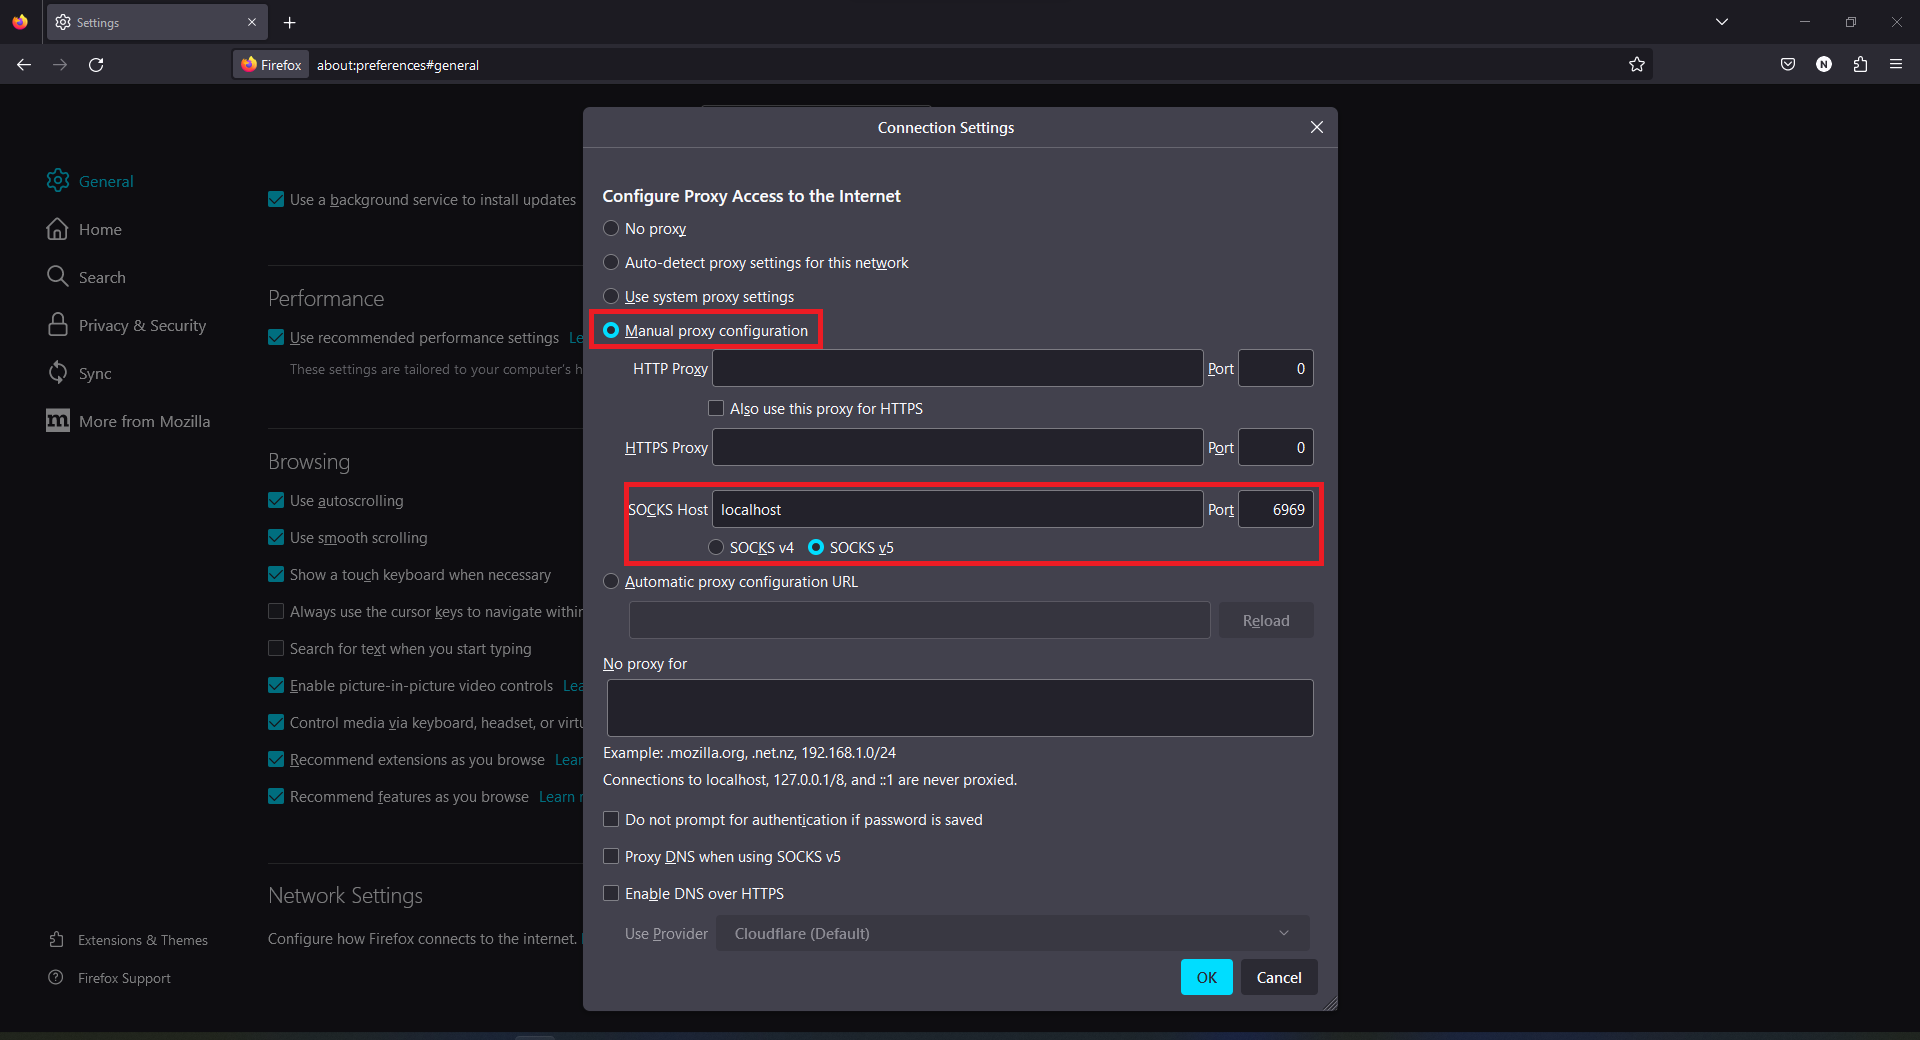 Settings
Firefox
about:preferences#general
N
Connection Settings
General
Home
Search
Privacy & Security
Sync
m More from Mozilla
Extensions & Themes
Firefox Support
Use a background service to install updates
Performance
Use recommended performance settings Le
These settings are tailored to your computer's h
Browsing
Use autoscrolling
Use smooth scrolling
Show a touch keyboard when necessary
Always use the cursor keys to navigate within
Search for text when you start typing
Enable picture-in-picture video controls Lea
Control media via keyboard, headset, or virtu
Recommend extensions as you browse Lear
Recommend features as you browse Learn
Network Settings
Configure how Firefox connects to the internet.
Configure Proxy Access to the Internet
No proxy
Auto-detect proxy settings for this network
Use system proxy settings
Manual proxy configuration
HTTP Proxy Port 0
Also use this proxy for HTTPS
HTTPS Proxy Port 0
SOCKS Host localhost Port 6969
SOCKS v4 SOCKS v5
Automatic proxy configuration URL
Reload
No proxy for
Example: .mozilla.org, .net.nz, 192.168.1.0/24
Connections to localhost, 127.0.0.1/8, and ::1 are never proxied.
Do not prompt for authentication if password is saved
Proxy DNS when using SOCKS v5
Enable DNS over HTTPS
Use Provider Cloudflare (Default)
OK Cancel